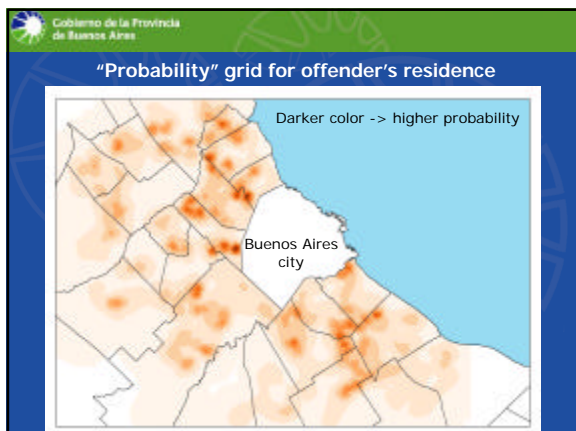 Gobierno de la Provincia
de Buenos Aires
“Probability” grid for offender’s residence
Darker color -> higher probability
Buenos Aires
city